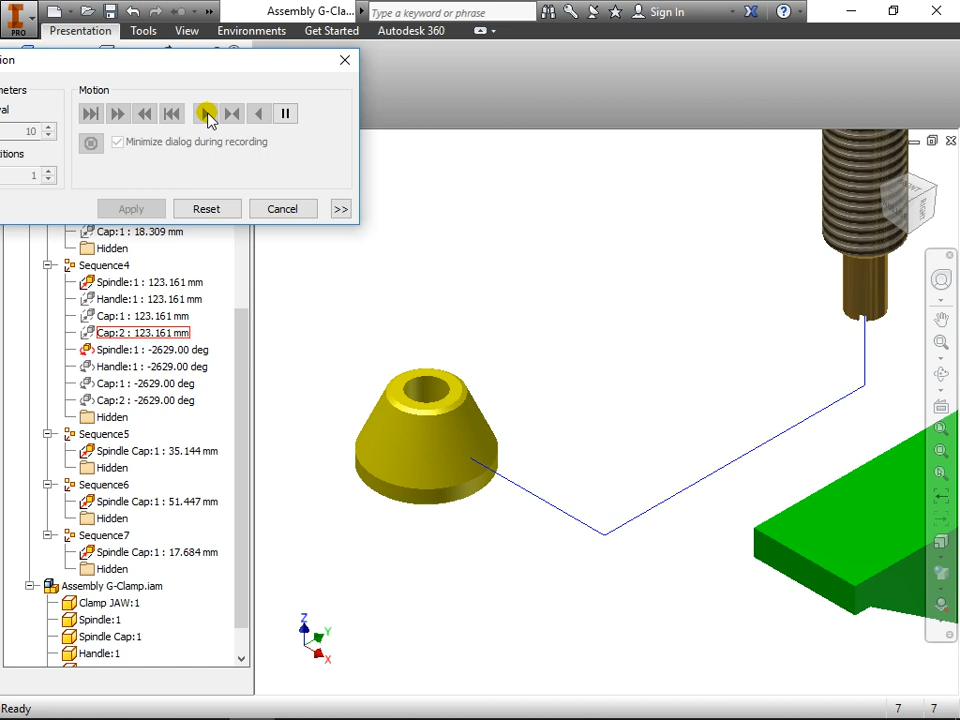 Assembly G-Cla...
Type a keyword or phrase
Sign In
PRO
Presentation
Tools
View
Environments
Get Started
Autodesk 360
ion
meters
Motion
val
10
Minimize dialog during recording
itions
1
Apply
Reset
Cancel
>>
Cap:1 : 18.309 mm
Hidden
Sequence4
Spindle:1 : 123.161 mm
Handle:1 : 123.161 mm
Cap:1 : 123.161 mm
Cap:2 : 123.161 mm
Spindle:1 : -2629.00 deg
Handle:1 : -2629.00 deg
Cap:1 : -2629.00 deg
Cap:2 : -2629.00 deg
Hidden
Sequence5
Spindle Cap:1 : 35.144 mm
Hidden
Sequence6
Spindle Cap:1 : 51.447 mm
Hidden
Sequence7
Spindle Cap:1 : 17.684 mm
Hidden
Assembly G-Clamp.iam
Clamp JAW:1
Spindle:1
Spindle Cap:1
Handle:1
FRONT
RIGHT
Z
Y
X
Ready
7
7